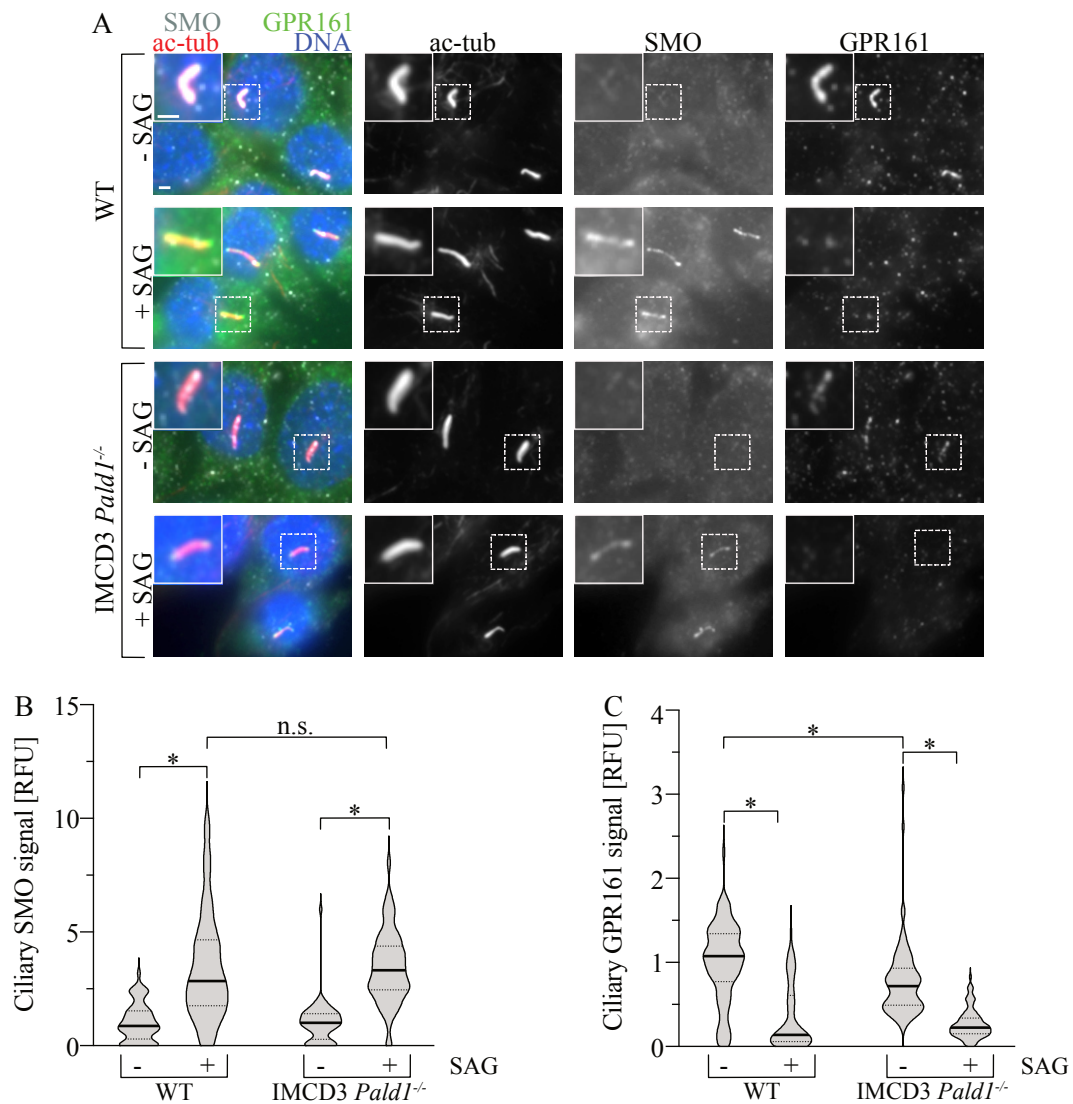 A
SMO GPR161
ac-tub DNA
ac-tub
SMO
GPR161
WT
- SAG
+ SAG
IMCD3 Pald1-/-
- SAG
+ SAG
B
Ciliary SMO signal [RFU]
15
10
5
0
*
n.s.
*
- + - + SAG
WT IMCD3 Pald1-/-
C
Ciliary GPR161 signal [RFU]
4
3
2
1
0
*
*
*
- + - + SAG
WT IMCD3 Pald1-/-